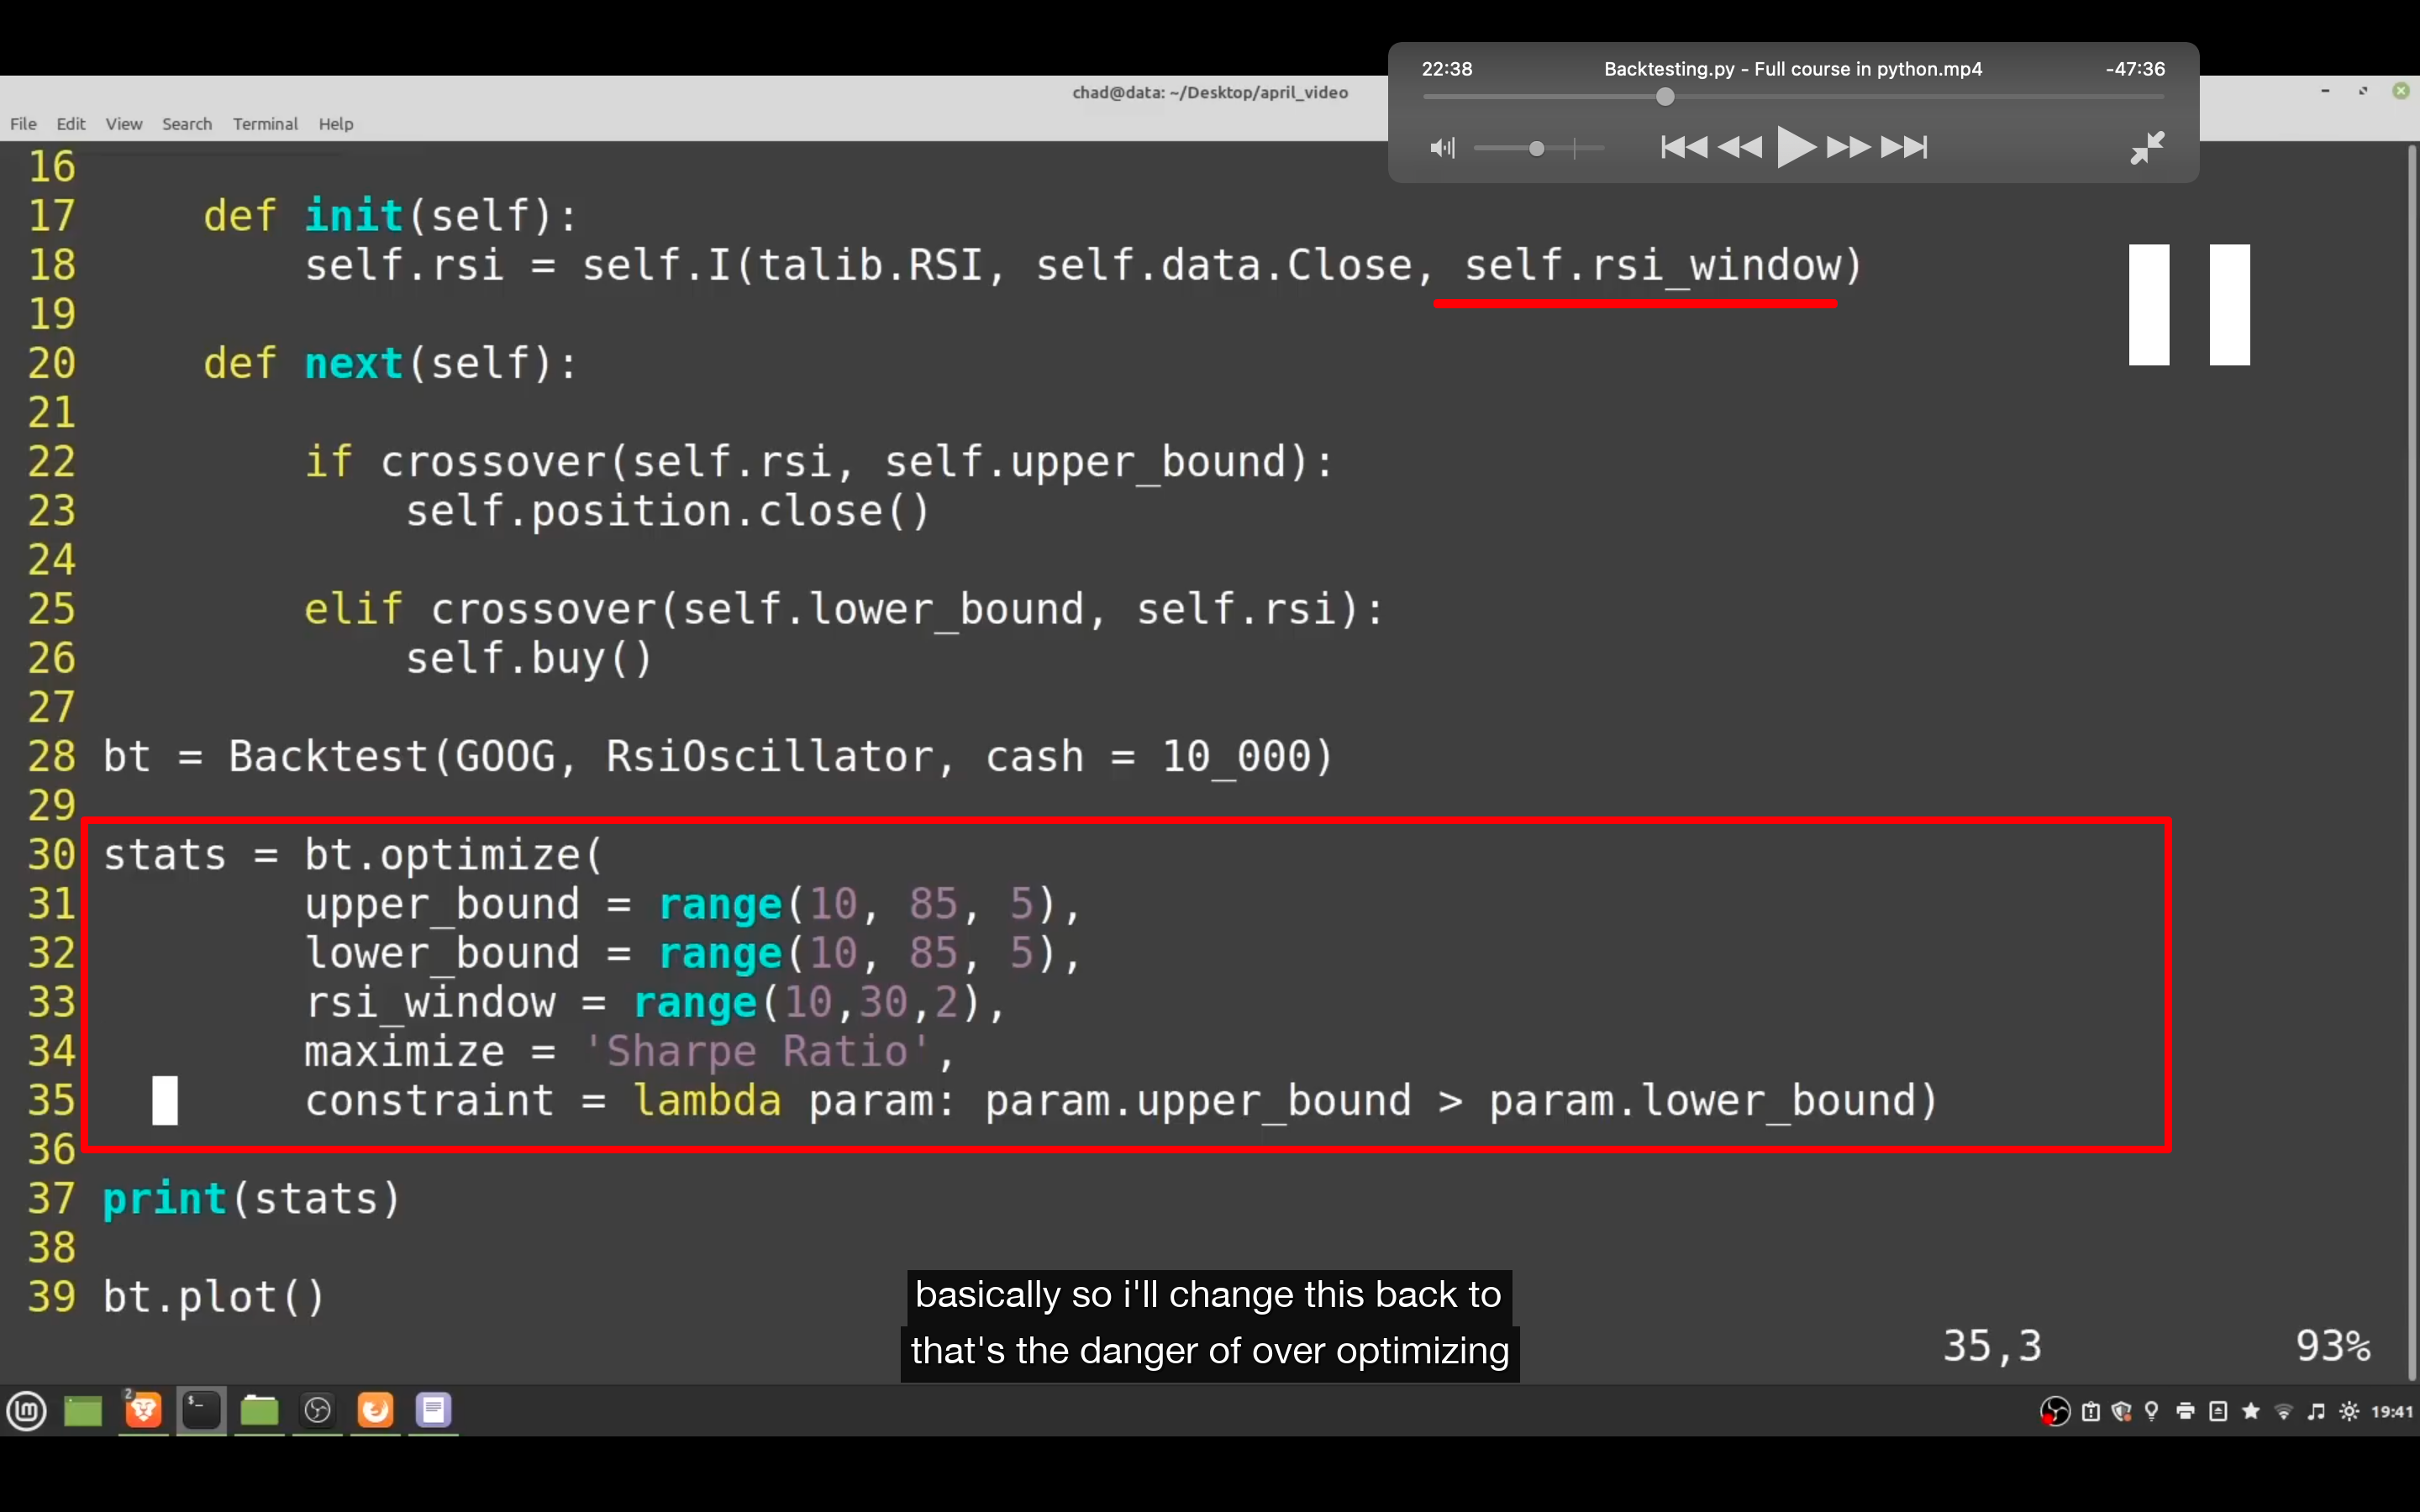 22:38 Backtesting.py - Full course in python.mp4 -47:36
chad@data: ~/Desktop/april_video
File Edit View Search Terminal Help
16
17 def init(self):
18 self.rsi = self.I(talib.RSI, self.data.Close, self.rsi_window)
19
20 def next(self):
21
22 if crossover(self.rsi, self.upper_bound):
23 self.position.close()
24
25 elif crossover(self.lower_bound, self.rsi):
26 self.buy()
27
28 bt = Backtest(GOOG, RsiOscillator, cash = 10_000)
29
30 stats = bt.optimize(
31 upper_bound = range(10, 85, 5),
32 lower_bound = range(10, 85, 5),
33 rsi_window = range(10,30,2),
34 maximize = 'Sharpe Ratio',
35 constraint = lambda param: param.upper_bound > param.lower_bound)
36
37 print(stats)
38
39 bt.plot()
basically so i'll change this back to
that's the danger of over optimizing
35,3 93%
2
$_
19:41